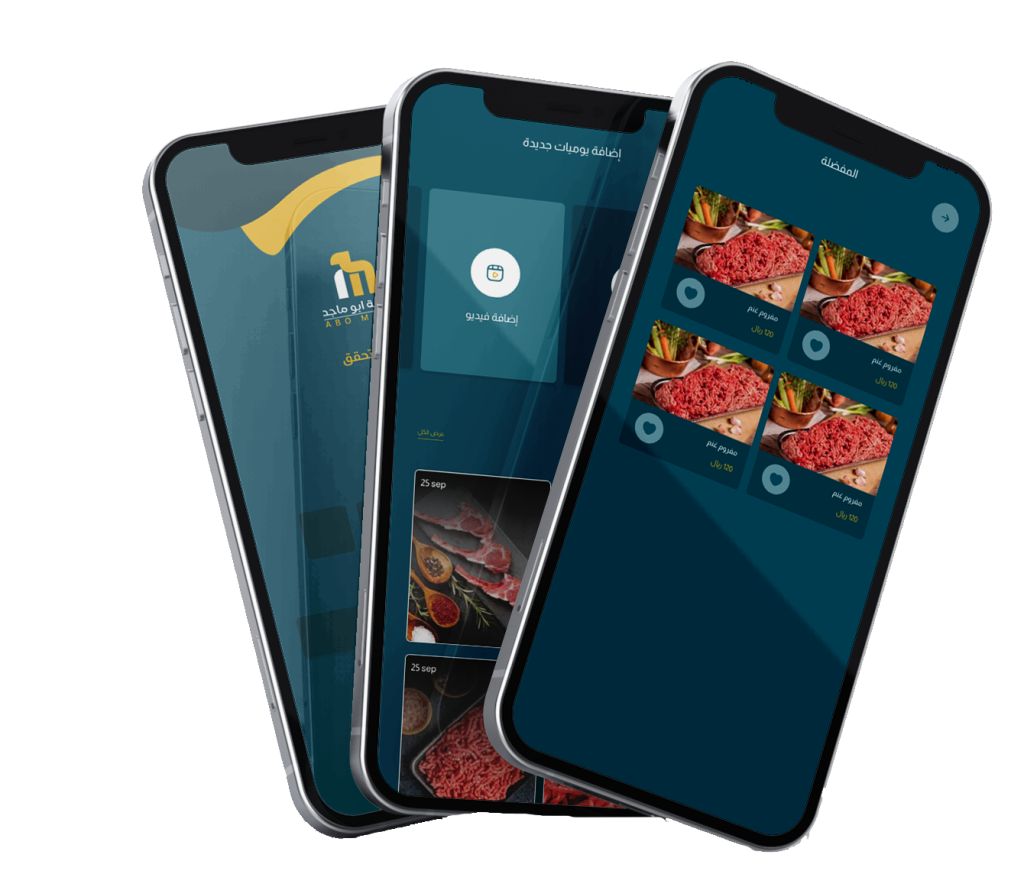 ة ابو ماجد
ABO M
تحقق
إضافة يوميات جديدة
إضافة فيديو
عرض الكل
25 sep
25 sep
المفضلة
مفروم غنم
120 ريال
مفروم غنم
120 ريال
مفروم غنم
120 ريال
مفروم غنم
120 ريال